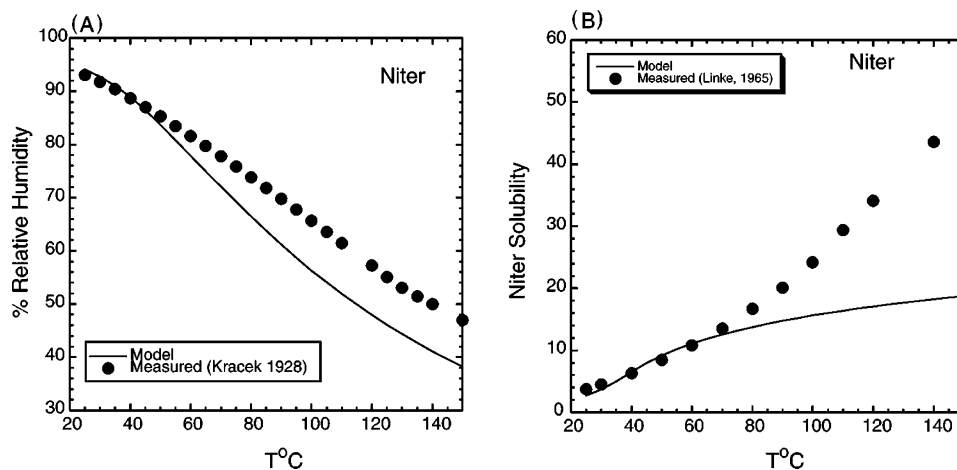 (A)
Niter
% Relative Humidity
100
90
80
70
60
50
40
30
Model
Measured (Kracek 1928)
20 40 60 80 100 120 140
T°C
(B)
Niter
Niter Solubility
60
50
40
30
20
10
0
Model
Measured (Linke, 1965)
20 40 60 80 100 120 140
T°C